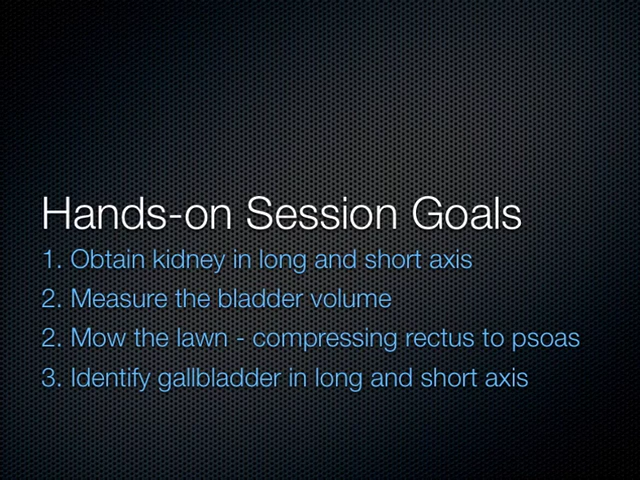 Hands-on Session Goals
1. Obtain kidney in long and short axis
2. Measure the bladder volume
2. Mow the lawn - compressing rectus to psoas
3. Identify gallbladder in long and short axis